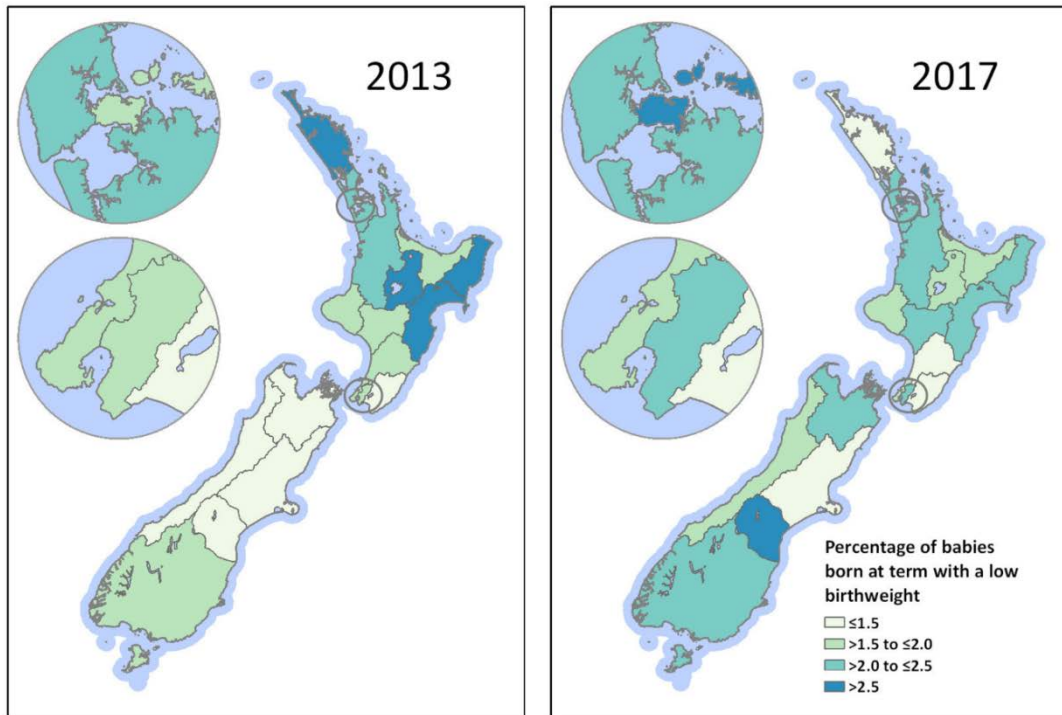 2013
2017
Percentage of babies
born at term with a low
birthweight
≤1.5
>1.5 to ≤2.0
>2.0 to ≤2.5
>2.5